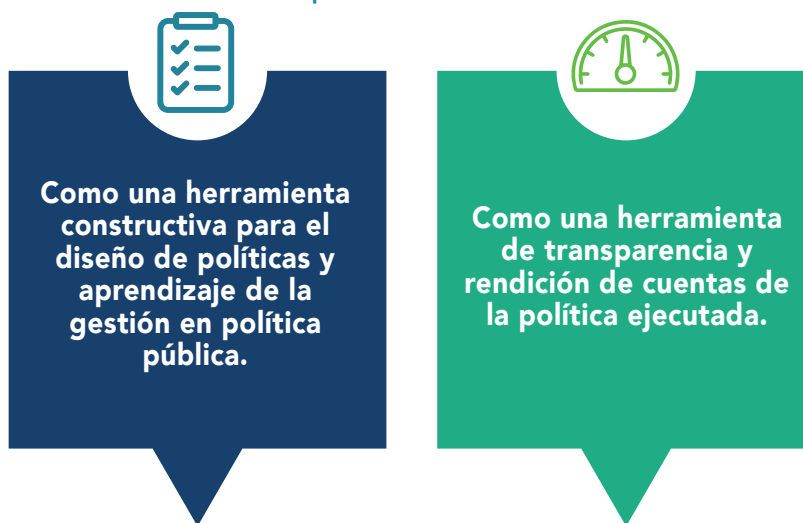 Como una herramienta
constructiva para el
diseño de políticas y
aprendizaje de la
gestión en política
pública.
Como una herramienta
de transparencia y
rendición de cuentas de
la política ejecutada.